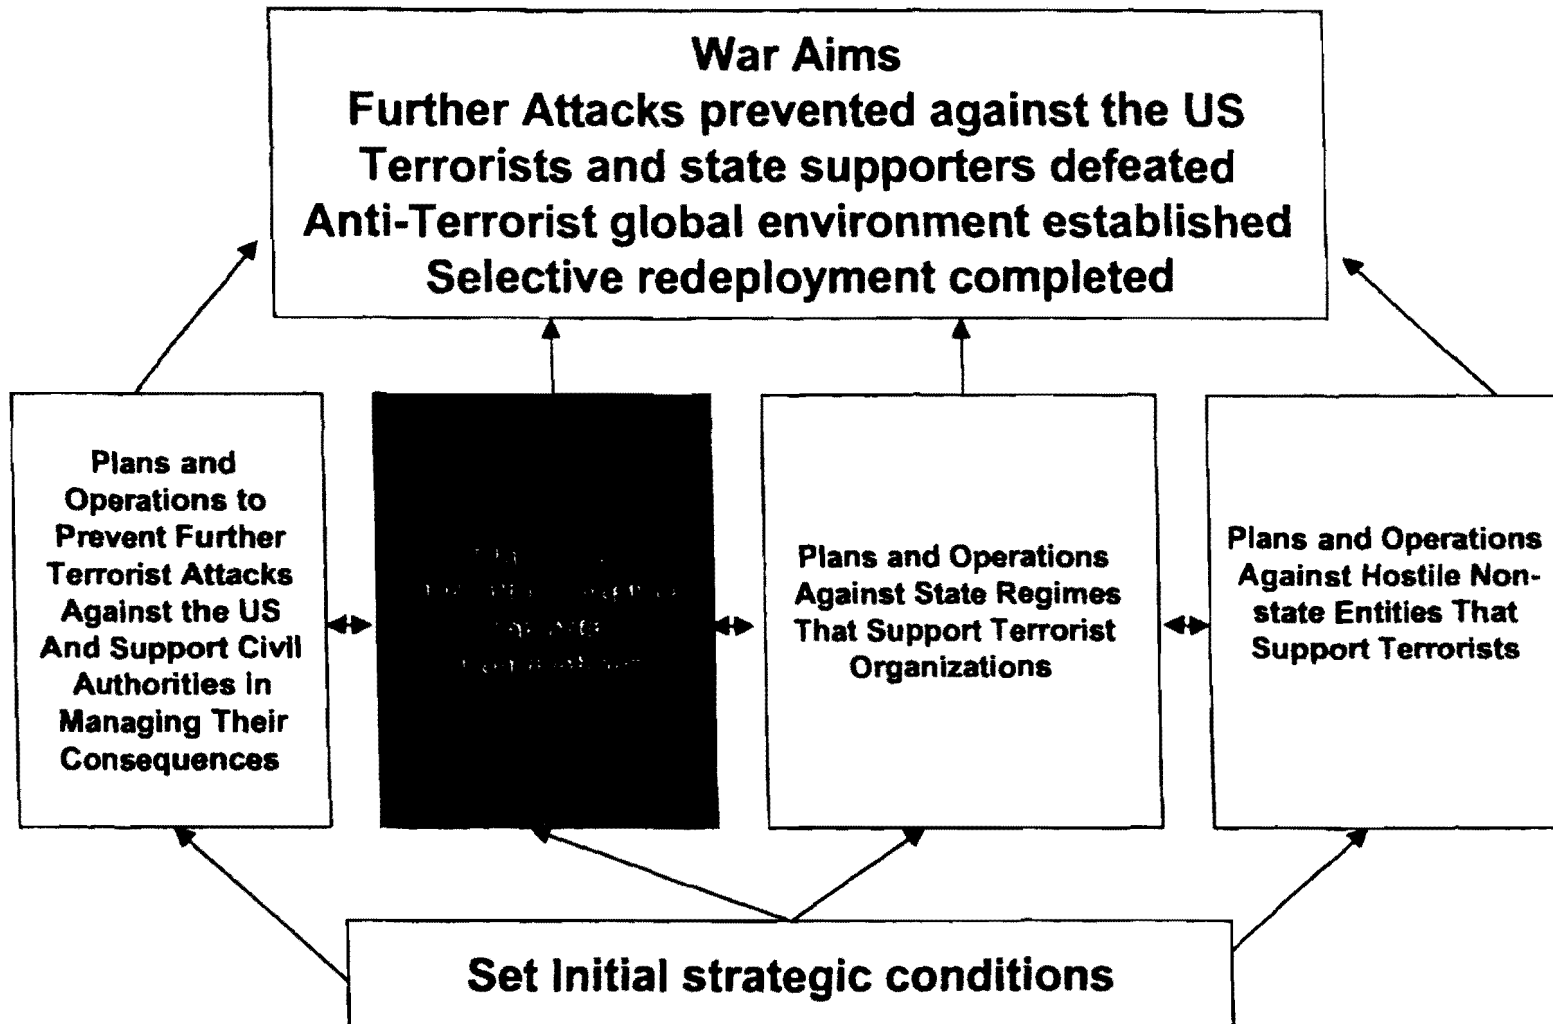 War Aims
Further Attacks prevented against the US
Terrorists and state supporters defeated
Anti-Terrorist global environment established
Selective redeployment completed
Plans and
Operations to
Prevent Further
Terrorist Attacks
Against the US
And Support Civil
Authorities in
Managing Their
Consequences
Plans and Operations
Against State Regimes
That Support Terrorist
Organizations
Plans and Operations
Against Hostile Non-
state Entities That
Support Terrorists
Set Initial strategic conditions